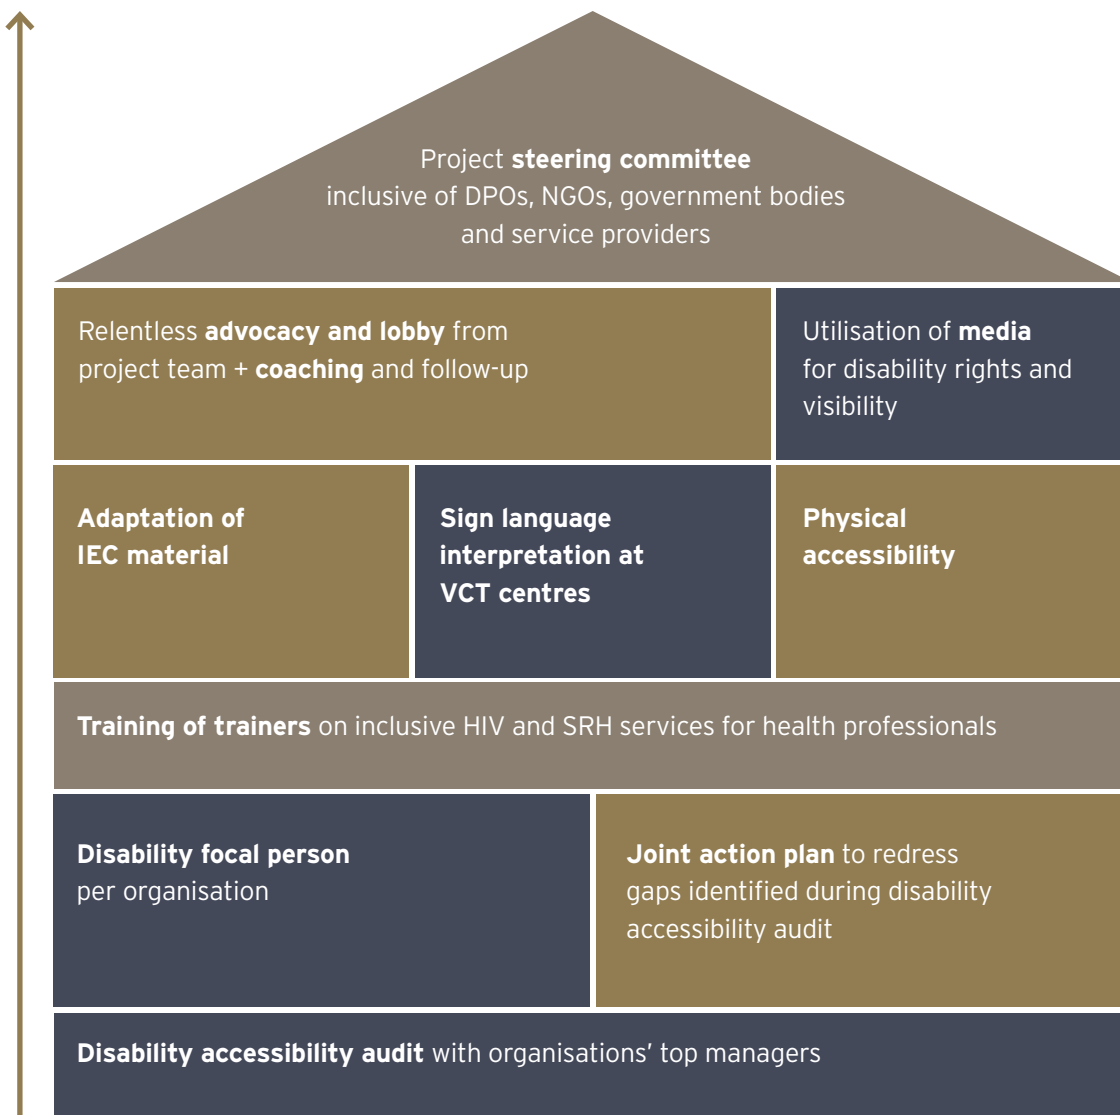 Project steering committee
inclusive of DPOs, NGOs, government bodies
and service providers
Relentless advocacy and lobby from
project team + coaching and follow-up
Utilisation of media
for disability rights and
visibility
Adaptation of
IEC material
Sign language
interpretation at
VCT centres
Physical
accessibility
Training of trainers on inclusive HIV and SRH services for health professionals
Disability focal person
per organisation
Joint action plan to redress
gaps identified during disability
accessibility audit
Disability accessibility audit with organisations' top managers